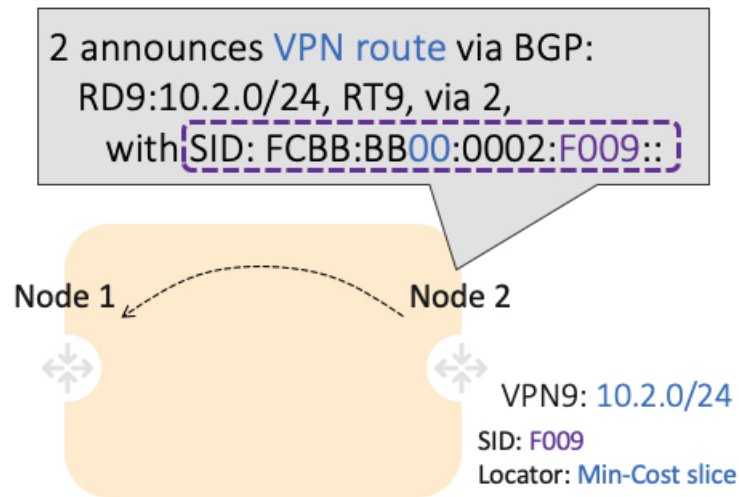 2 announces VPN route via BGP:
RD9:10.2.0/24, RT9, via 2,
with SID: FCBB:BB00:0002:F009::
Node 1
Node 2
VPN9: 10.2.0/24
SID: F009
Locator: Min-Cost slice